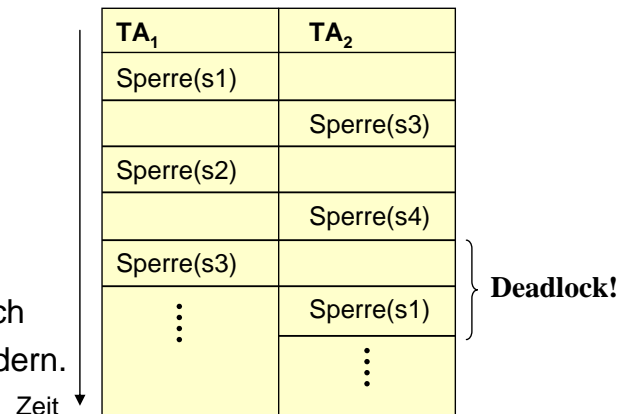 TA₁ TA₂
Sperre(s1)
Sperre(s3)
Sperre(s2)
Sperre(s4)
Sperre(s3)
Sperre(s1)
Deadlock!
Zeit